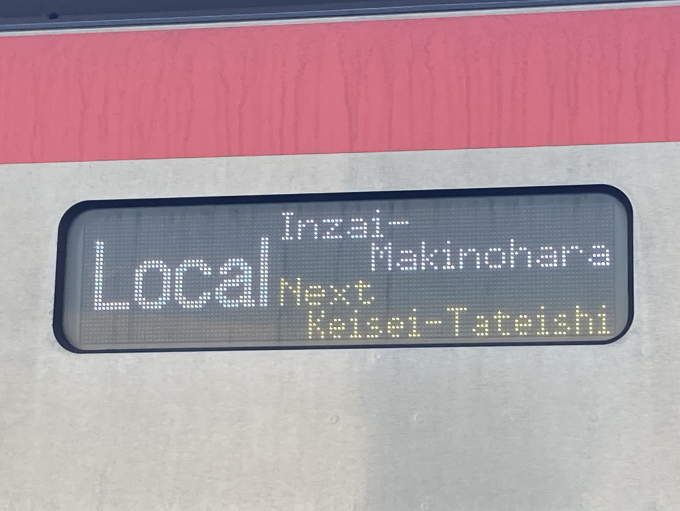 Local
Inzai-
Makinohara
Next
Keisei-Tateishi